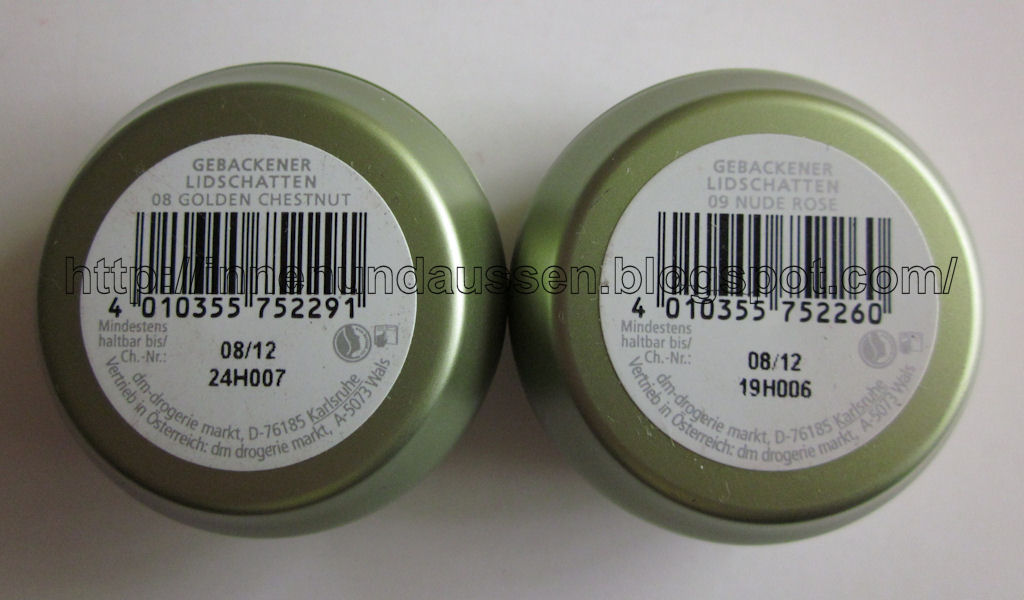 GEBACKENER
LIDSCHATTEN
08 GOLDEN CHESTNUT
4 010355 752291
Mindestens
haltbar bis/
Ch.-Nr.:
08/12
24H007
dm-drogerie markt, D-76185 Karlsruhe
Vertrieb in Österreich: dm drogerie markt, A-5073 Wals
GEBACKENER
LIDSCHATTEN
09 NUDE ROSE
4 010355 752260
Mindestens
haltbar bis/
Ch.-Nr.:
08/12
19H006
dm-drogerie markt, D-76185 Karlsruhe
Vertrieb in Österreich: dm drogerie markt, A-5073 Wals
http://innenundaussen.blogspot.com/